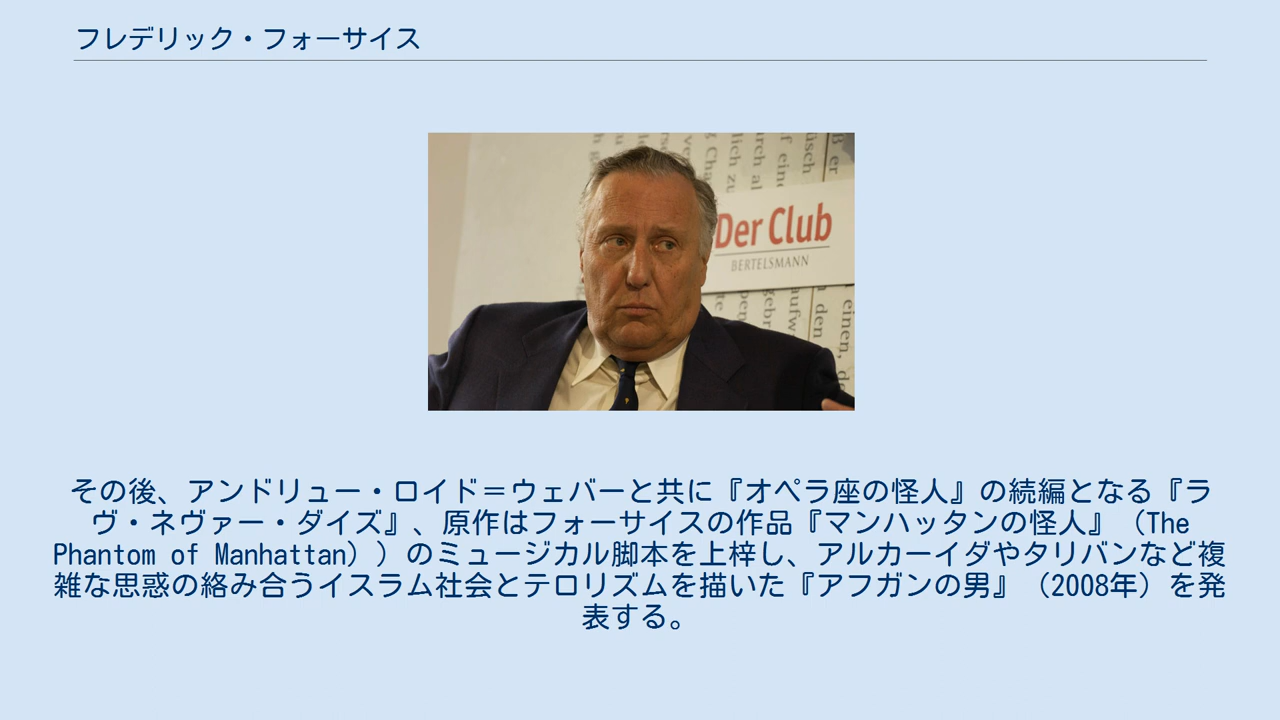 フレデリック・フォーサイス
Der Club
BERTELSMANN
その後、アンドリュー・ロイド＝ウェバーと共に『オペラ座の怪人』の続編となる『ラ
ヴ・ネヴァー・ダイズ』、原作はフォーサイスの作品『マンハッタンの怪人』（The
Phantom of Manhattan））のミュージカル脚本を上梓し、アルカーイダやタリバンなど複
雑な思惑の絡み合うイスラム社会とテロリズムを描いた『アフガンの男』（2008年）を発
表する。